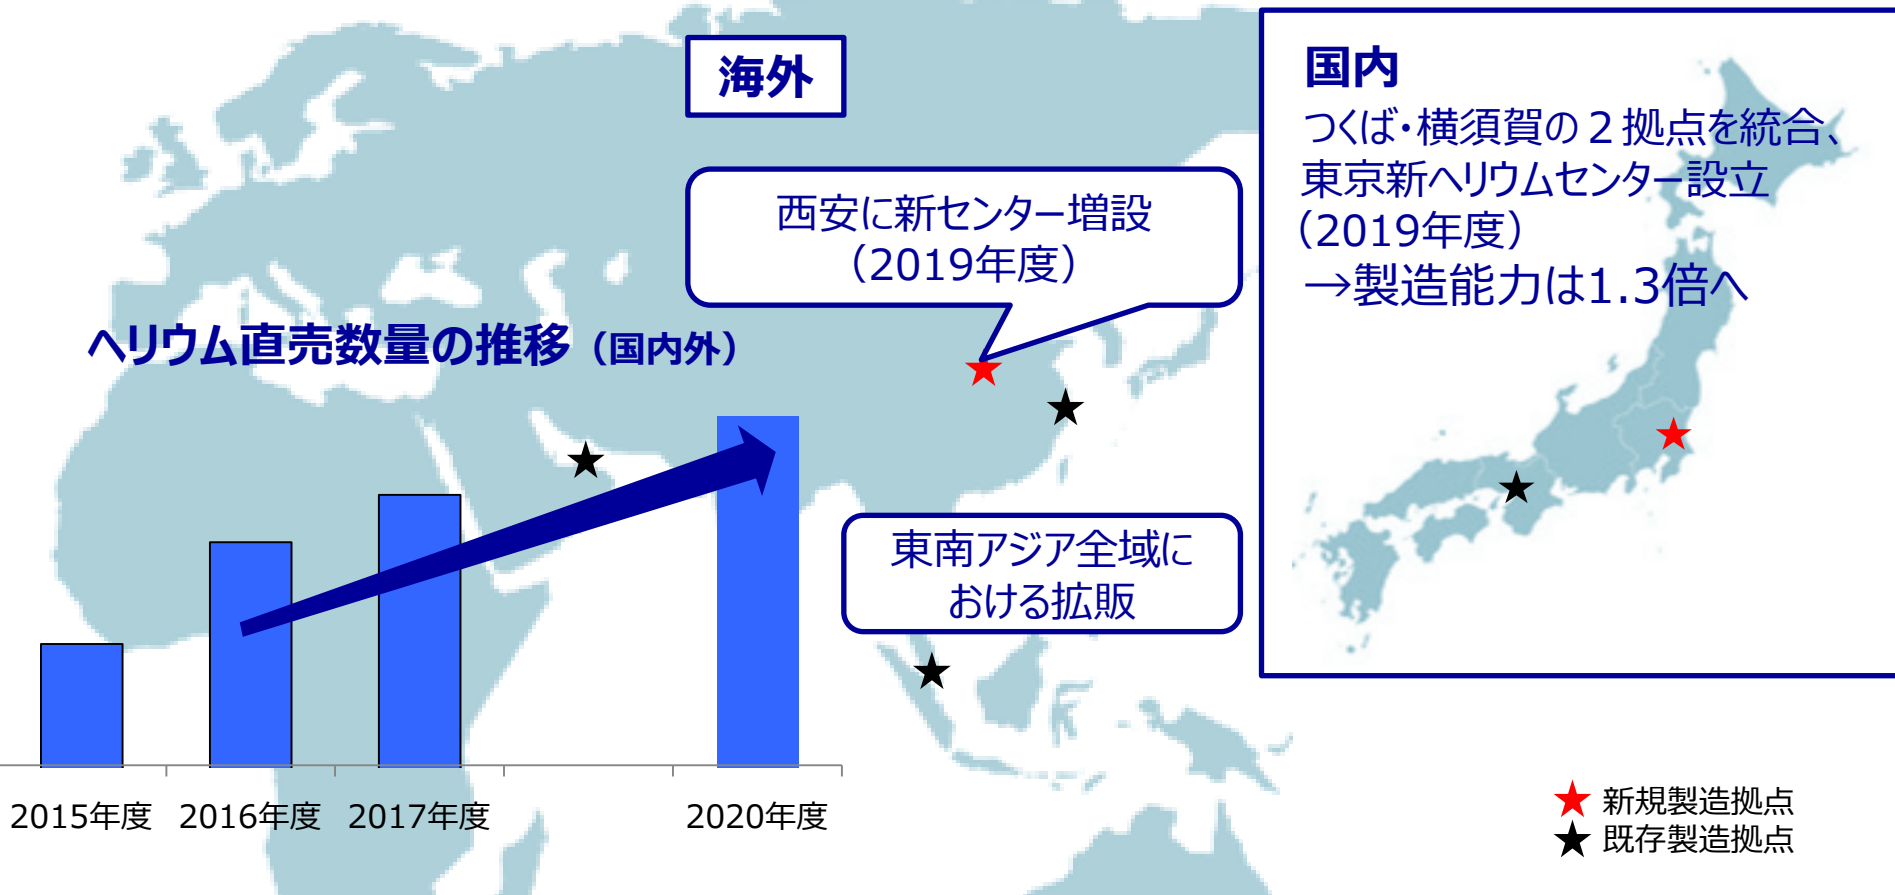 海外
西安に新センター増設
（2019年度）
ヘリウム直売数量の推移（国内外）
東南アジア全域に
おける拡販
2015年度
2016年度
2017年度
2020年度
国内
つくば・横須賀の２拠点を統合、
東京新ヘリウムセンター設立
（2019年度）
→製造能力は1.3倍へ
★ 新規製造拠点
★ 既存製造拠点